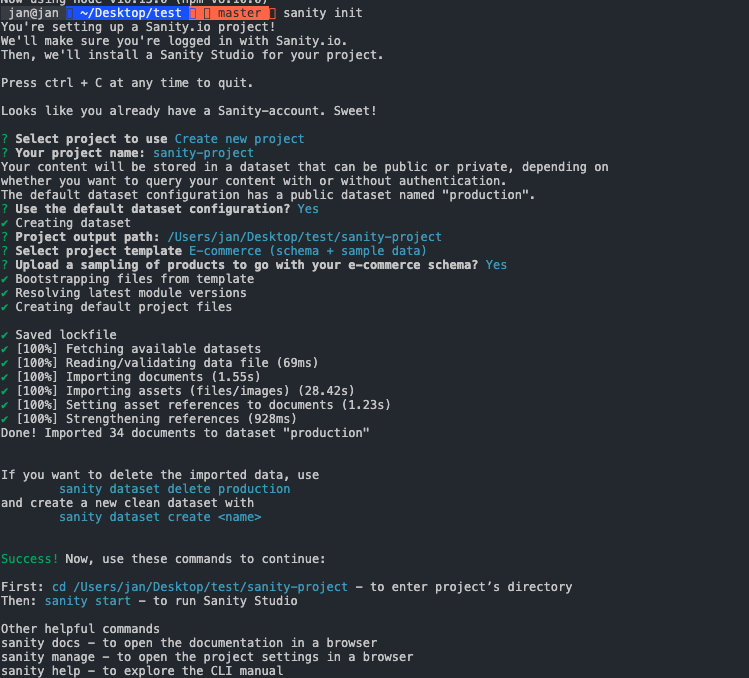 jan@jan ~/Desktop/test master sanity init
You're setting up a Sanity.io project!
We'll make sure you're logged in with Sanity.io.
Then, we'll install a Sanity Studio for your project.
Press ctrl + C at any time to quit.
Looks like you already have a Sanity-account. Sweet!
? Select project to use Create new project
? Your project name: sanity-project
Your content will be stored in a dataset that can be public or private, depending on
whether you want to query your content with or without authentication.
The default dataset configuration has a public dataset named "production".
? Use the default dataset configuration? Yes
✔ Creating dataset
? Project output path: /Users/jan/Desktop/test/sanity-project
? Select project template E-commerce (schema + sample data)
? Upload a sampling of products to go with your e-commerce schema? Yes
✔ Bootstrapping files from template
✔ Resolving latest module versions
✔ Creating default project files
✔ Saved lockfile
✔ [100%] Fetching available datasets
✔ [100%] Reading/validating data file (69ms)
✔ [100%] Importing documents (1.55s)
✔ [100%] Importing assets (files/images) (28.42s)
✔ [100%] Setting asset references to documents (1.23s)
✔ [100%] Strengthening references (928ms)
Done! Imported 34 documents to dataset "production"
If you want to delete the imported data, use
sanity dataset delete production
and create a new clean dataset with
sanity dataset create <name>
Success! Now, use these commands to continue:
First: cd /Users/jan/Desktop/test/sanity-project – to enter project’s directory
Then: sanity start – to run Sanity Studio
Other helpful commands
sanity docs – to open the documentation in a browser
sanity manage – to open the project settings in a browser
sanity help – to explore the CLI manual